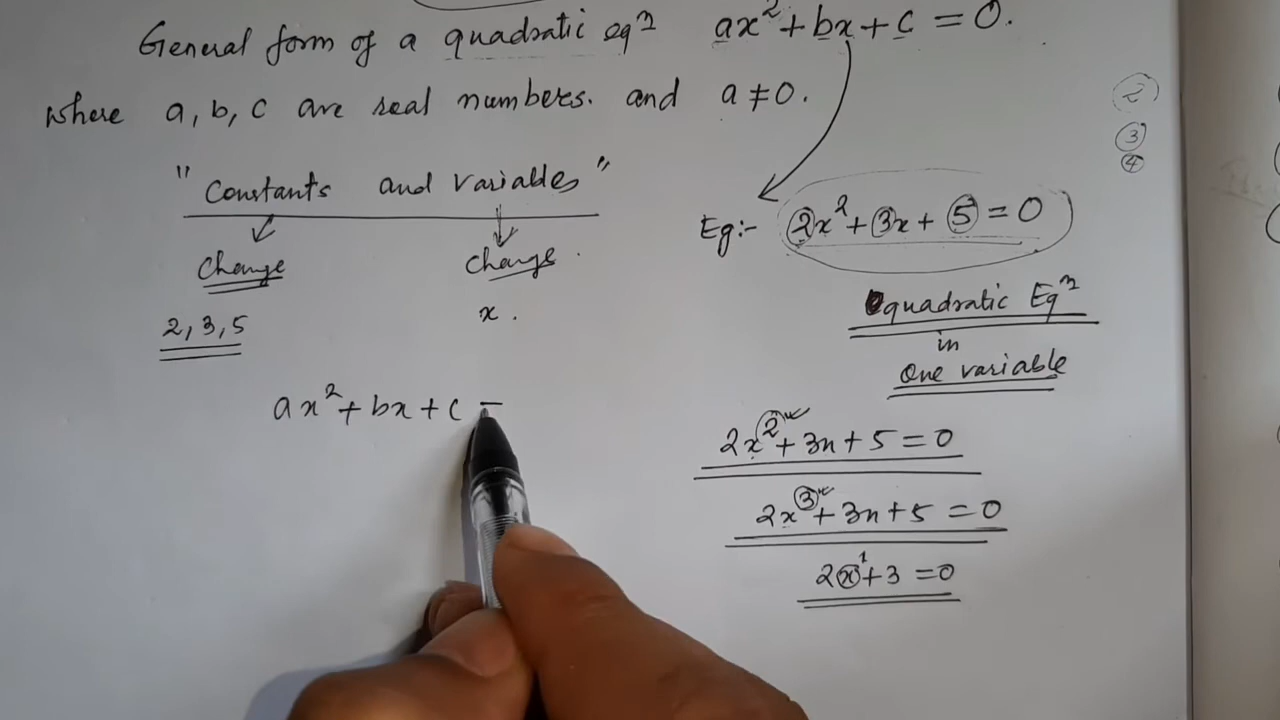 General form of a quadratic eqⁿ ax² + bx + c = 0.
where a, b, c are real numbers. and a ≠ 0.
"Constants and variables"
change change.
2, 3, 5 x.
Eg:- 2x² + 3x + 5 = 0
quadratic Eqⁿ
in
One variable
ax² + bx + c =
2x² + 3x + 5 = 0
2x³ + 3x + 5 = 0
2x¹ + 3 = 0
2
3
4